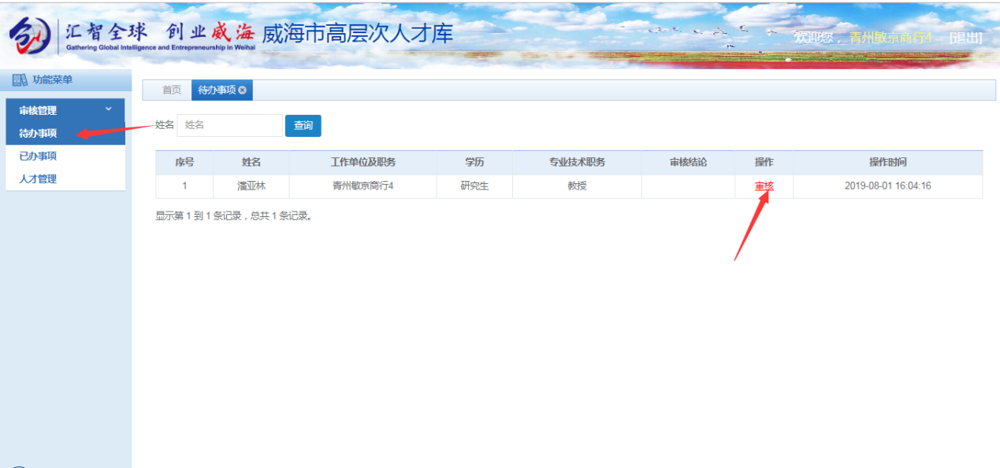 汇智全球 创业威海 威海市高层次人才库
Gathering Global Intelligence and Entrepreneurship in Weihai
欢迎您，青州敏京商行4 [退出]
功能菜单
首页 待办事项
审核管理
待办事项
已办事项
人才管理
姓名 姓名 查询
序号 姓名 工作单位及职务 学历 专业技术职务 审核结论 操作 操作时间
1 潘亚林 青州敏京商行4 研究生 教授 审核 2019-08-01 16:04:16
显示第 1 到 1 条记录，总共 1 条记录。